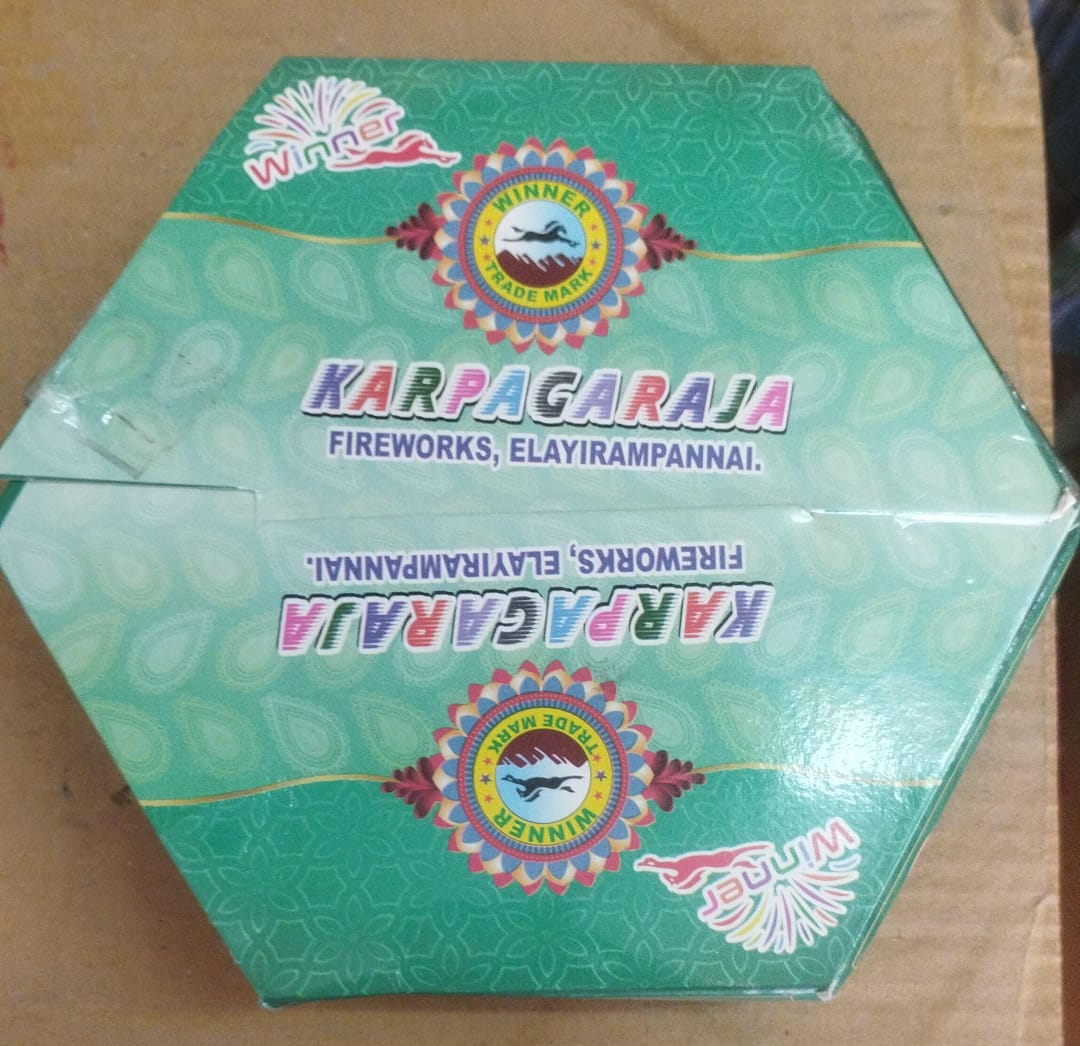 Winner
WINNER
TRADE MARK
KARPAGARAJA
FIREWORKS, ELAYIRAMPANNAI.
FIREWORKS, ELAYIRAMPANNAI.
KARPAGARAJA
TRADE MARK
WINNER
Winner